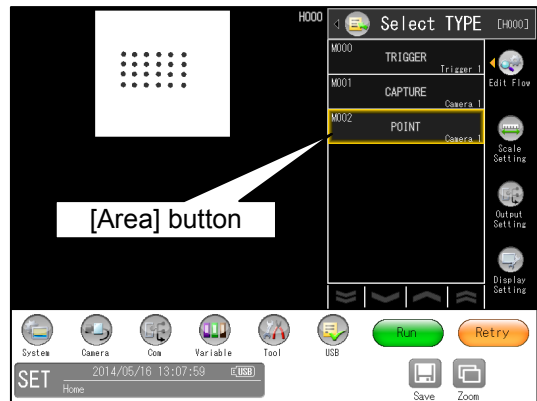 H000
Select TYPE [H000]
M000
TRIGGER
Trigger 1
M001
CAPTURE
Camera 1
M002
POINT
Camera 1
Edit Flow
Scale
Setting
Output
Setting
Display
Setting
[Area] button
System Camera Com Variable Tool USB
Run Retry
SET 2014/05/16 13:07:59 USB
Home
Save Zoom